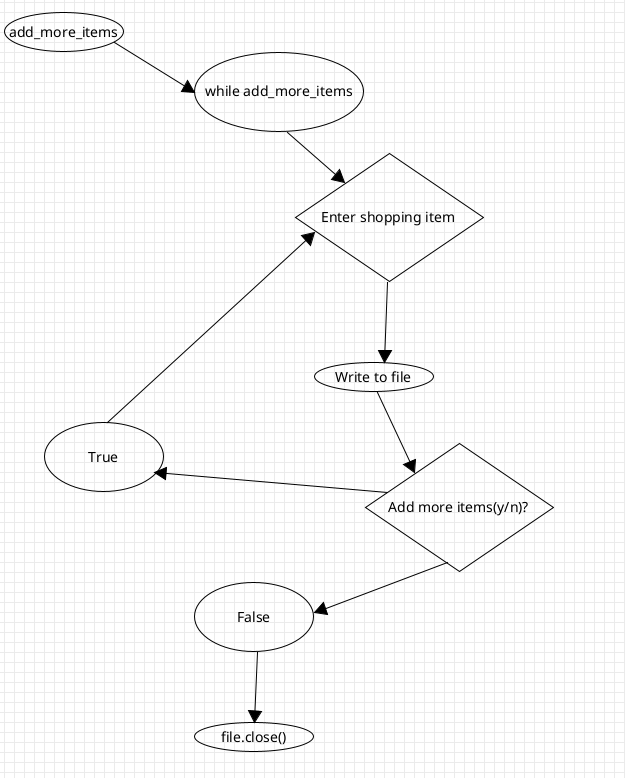 add_more_items
while add_more_items
Enter shopping item
Write to file
True
Add more items(y/n)?
False
file.close()